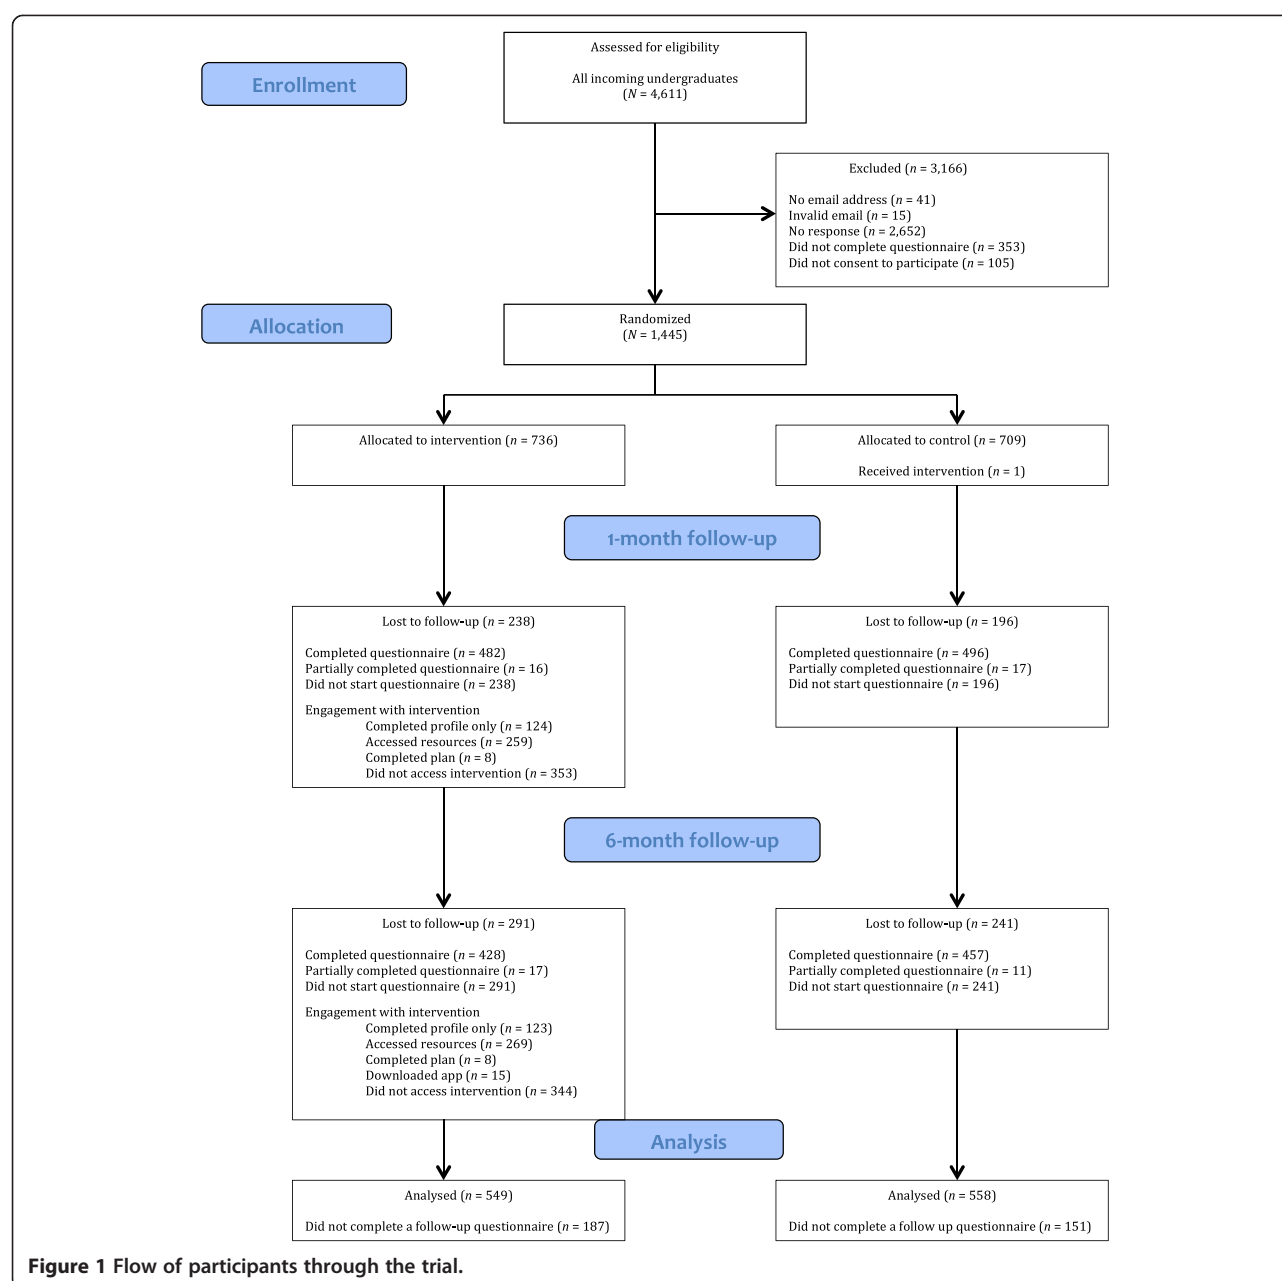 Assessed for eligibility
All incoming undergraduates
(N = 4,611)
Enrollment
Excluded (n = 3,166)
No email address (n = 41)
Invalid email (n = 15)
No response (n = 2,652)
Did not complete questionnaire (n = 353)
Did not consent to participate (n = 105)
Allocation
Randomized
(N = 1,445)
Allocated to intervention (n = 736)
Allocated to control (n = 709)
Received intervention (n = 1)
1-month follow-up
Lost to follow-up (n = 238)
Completed questionnaire (n = 482)
Partially completed questionnaire (n = 16)
Did not start questionnaire (n = 238)
Engagement with intervention
Completed profile only (n = 124)
Accessed resources (n = 259)
Completed plan (n = 8)
Did not access intervention (n = 353)
Lost to follow-up (n = 196)
Completed questionnaire (n = 496)
Partially completed questionnaire (n = 17)
Did not start questionnaire (n = 196)
6-month follow-up
Lost to follow-up (n = 291)
Completed questionnaire (n = 428)
Partially completed questionnaire (n = 17)
Did not start questionnaire (n = 291)
Engagement with intervention
Completed profile only (n = 123)
Accessed resources (n = 269)
Completed plan (n = 8)
Downloaded app (n = 15)
Did not access intervention (n = 344)
Lost to follow-up (n = 241)
Completed questionnaire (n = 457)
Partially completed questionnaire (n = 11)
Did not start questionnaire (n = 241)
Analysis
Analysed (n = 549)
Did not complete a follow-up questionnaire (n = 187)
Analysed (n = 558)
Did not complete a follow up questionnaire (n = 151)
Figure 1 Flow of participants through the trial.